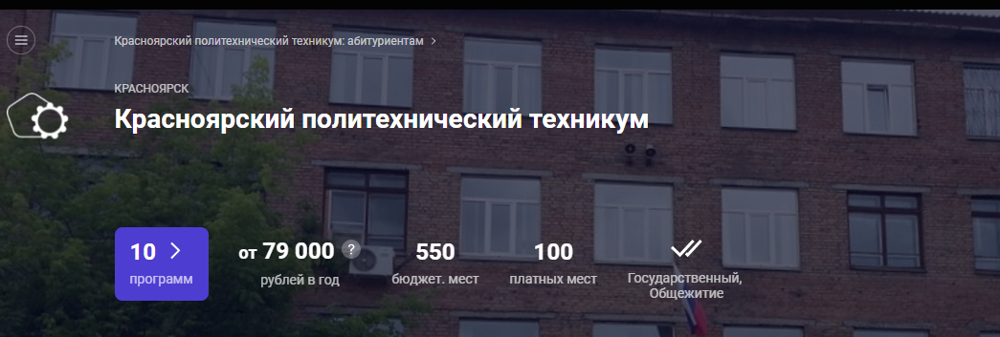 Красноярский политехнический техникум: абитуриентам
КРАСНОЯРСК
Красноярский политехнический техникум
10
программ
от 79 000 ?
рублей в год
550
бюджет. мест
100
платных мест
Государственный,
Общежитие